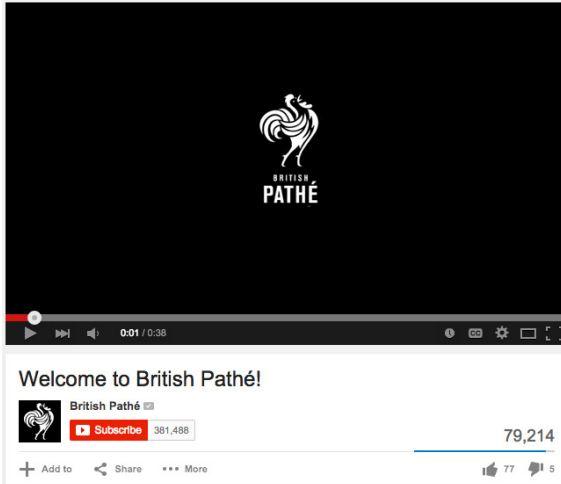 BRITISH
PATHÉ
0:01 / 0:38
CC
Welcome to British Pathé!
British Pathé
Subscribe 381,488
79,214
Add to Share More 77 5